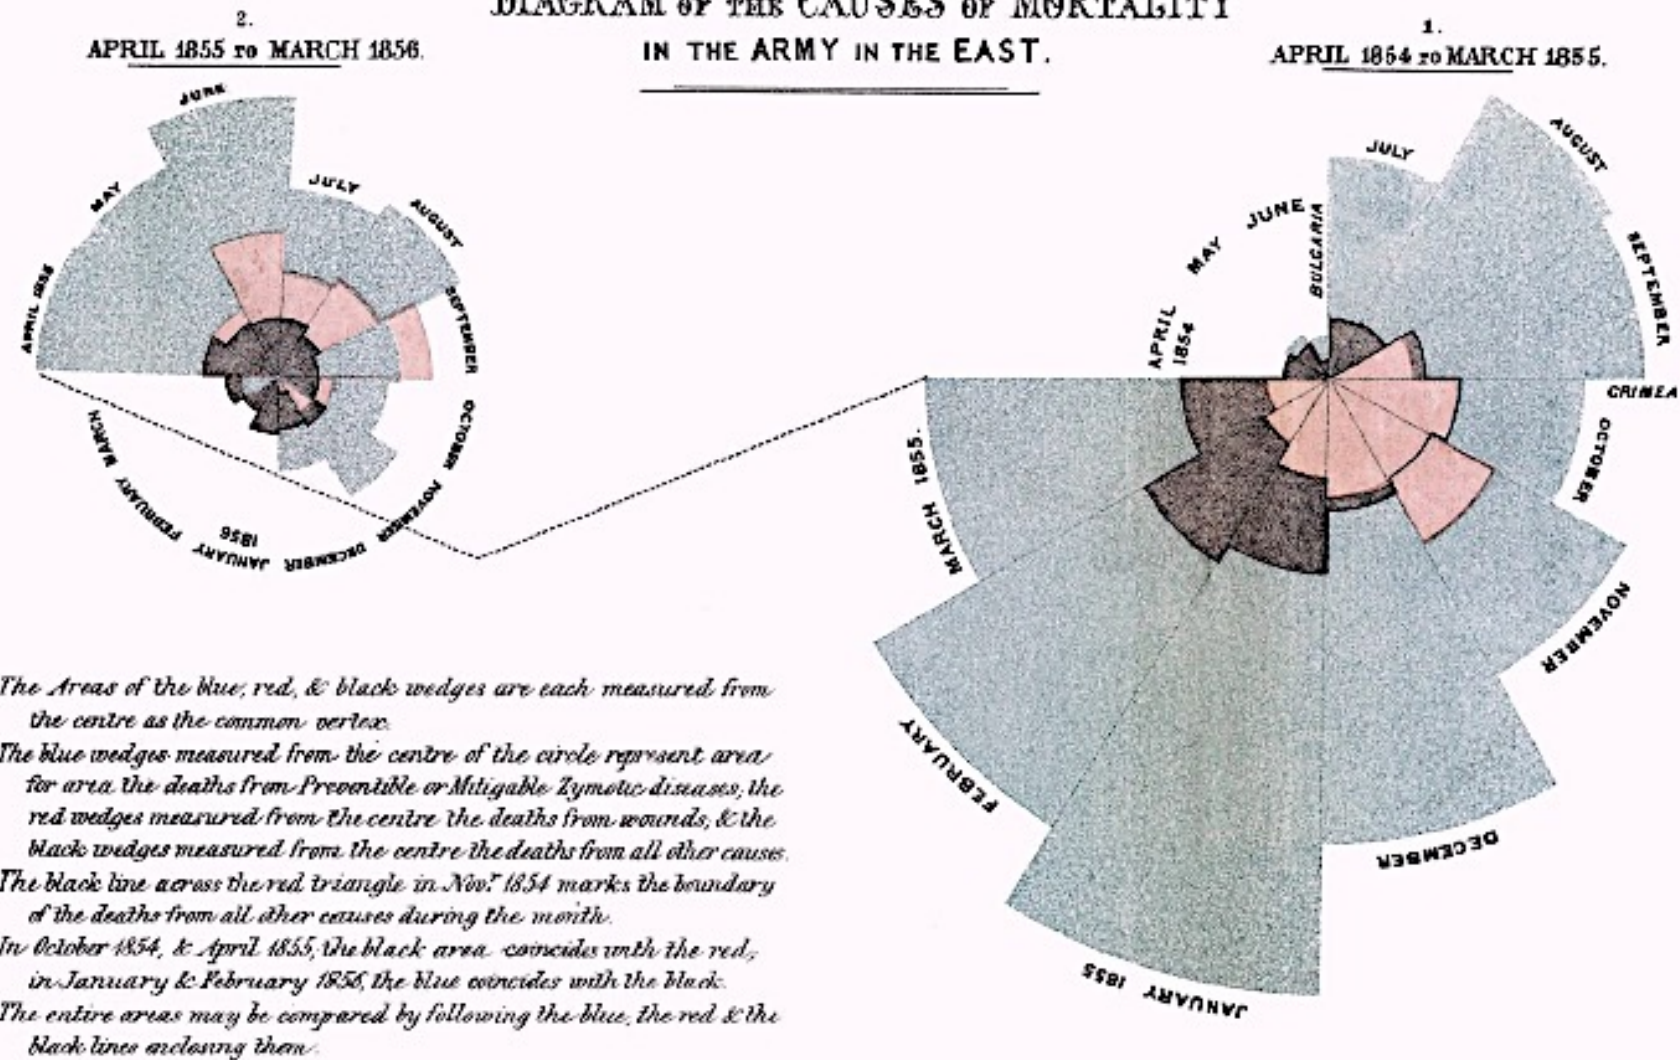 DIAGRAM OF THE CAUSES OF MORTALITY
IN THE ARMY IN THE EAST.
2.
APRIL 1855 TO MARCH 1856.
1.
APRIL 1854 TO MARCH 1855.
JUNE
MAY
JULY
AUGUST
APRIL 1855
SEPTEMBER
OCTOBER
NOVEMBER
DECEMBER
JANUARY
1856
FEBRUARY
MARCH
APRIL
1854
MAY
JUNE
BULGARIA
JULY
AUGUST
SEPTEMBER
CRIMEA
OCTOBER
NOVEMBER
DECEMBER
JANUARY 1855
FEBRUARY
MARCH 1855.
The Areas of the blue, red, & black wedges are each measured from
the centre as the common vertex.
The blue wedges measured from the centre of the circle represent area
for area the deaths from Preventible or Mitigable Zymotic diseases; the
red wedges measured from the centre the deaths from wounds; & the
black wedges measured from the centre the deaths from all other causes.
The black line across the red triangle in Novr. 1854 marks the boundary
of the deaths from all other causes during the month.
In October 1854, & April 1855; the black area coincides with the red;
in January & February 1856, the blue coincides with the black.
The entire areas may be compared by following the blue, the red & the
black lines enclosing them.